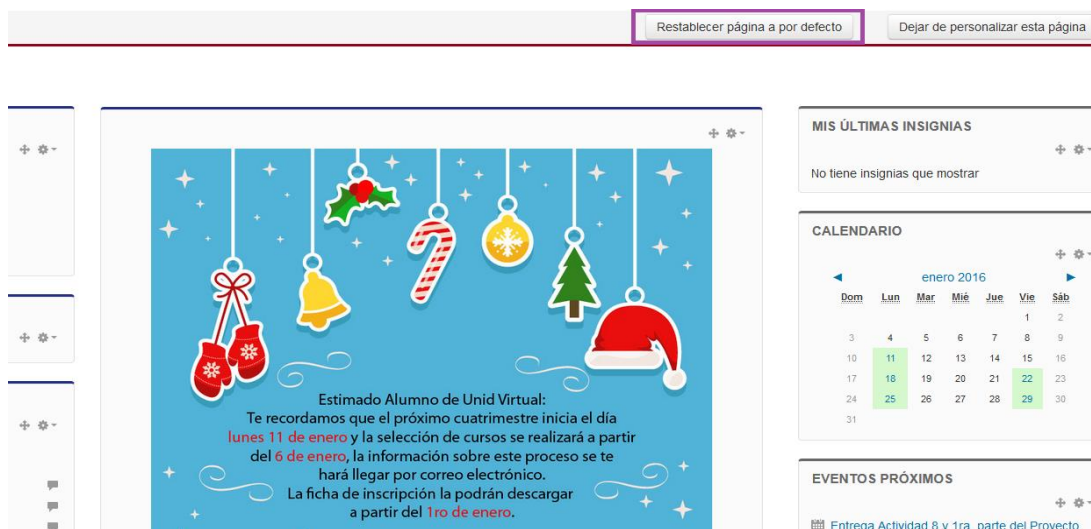 Restablecer página a por defecto
Dejar de personalizar esta página
Estimado Alumno de Unid Virtual:
Te recordamos que el próximo cuatrimestre inicia el día
lunes 11 de enero y la selección de cursos se realizará a partir
del 6 de enero, la información sobre este proceso se te
hará llegar por correo electrónico.
La ficha de inscripción la podrán descargar
a partir del 1ro de enero.
MIS ÚLTIMAS INSIGNIAS
No tiene insignias que mostrar
CALENDARIO
enero 2016
Dom Lun Mar Mié Jue Vie Sáb
1 2
3 4 5 6 7 8 9
10 11 12 13 14 15 16
17 18 19 20 21 22 23
24 25 26 27 28 29 30
31
EVENTOS PRÓXIMOS
Entrega Actividad 8 y 1ra. parte del Proyecto